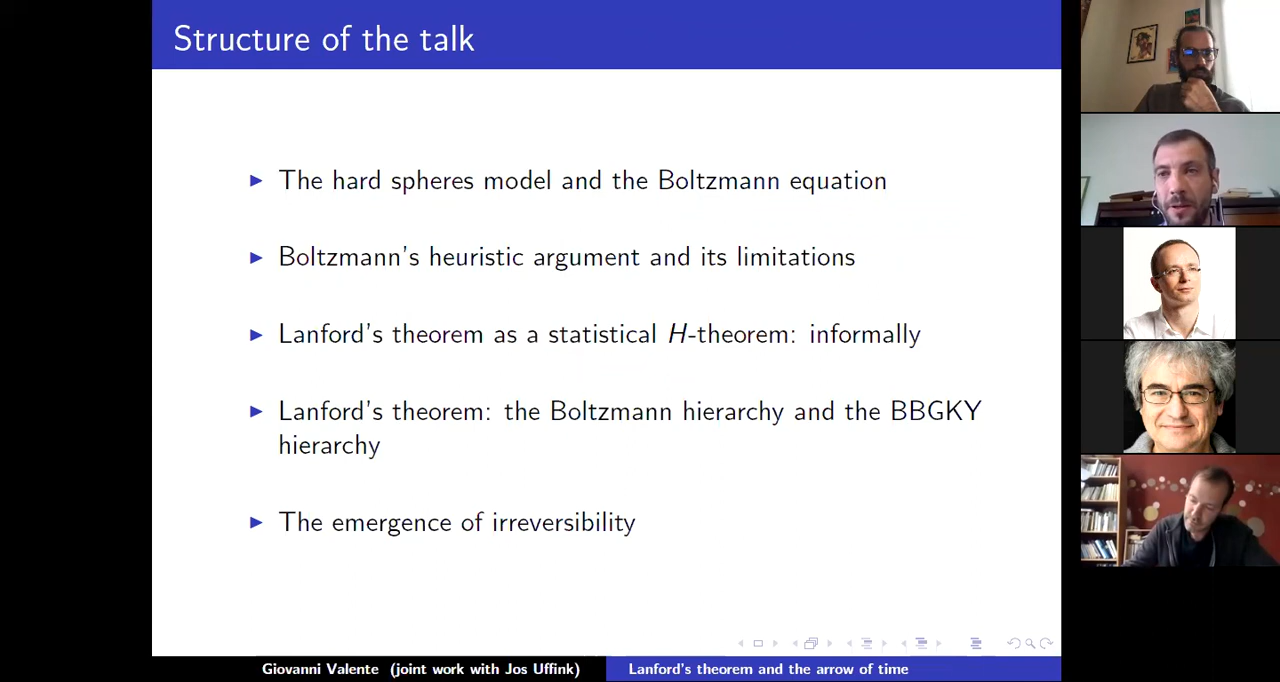 Structure of the talk
The hard spheres model and the Boltzmann equation
Boltzmann's heuristic argument and its limitations
Lanford's theorem as a statistical H-theorem: informally
Lanford's theorem: the Boltzmann hierarchy and the BBGKY
hierarchy
The emergence of irreversibility
Giovanni Valente (joint work with Jos Uffink)
Lanford's theorem and the arrow of time